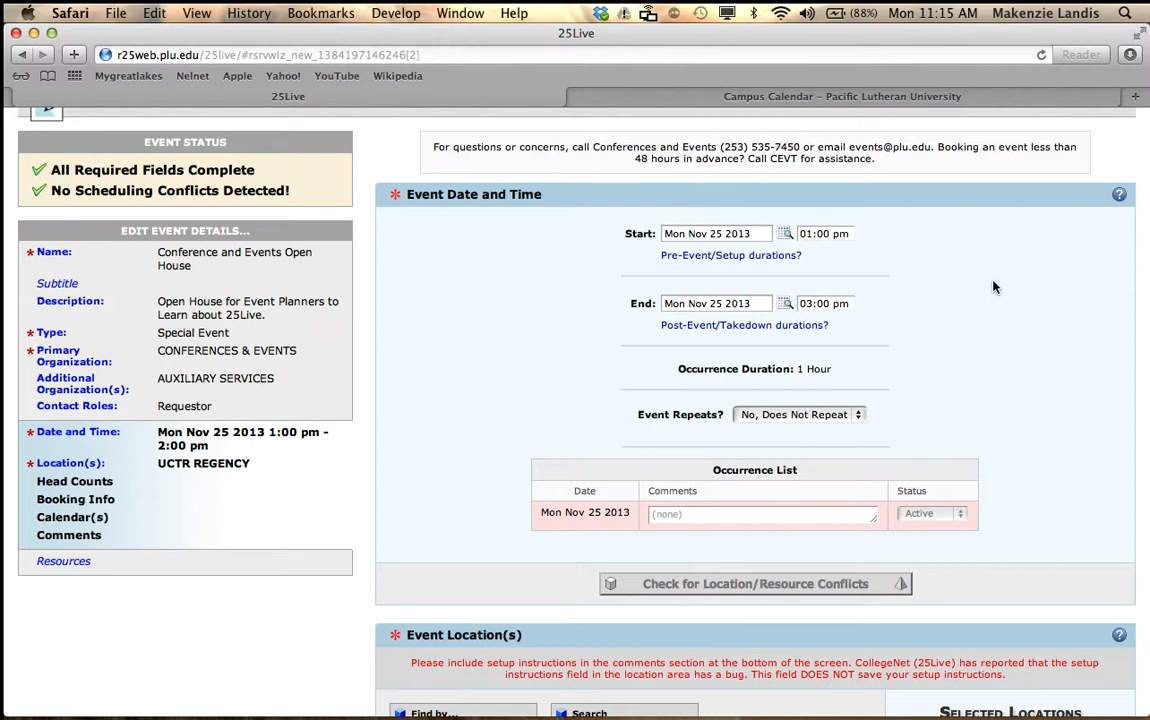 Safari File Edit View History Bookmarks Develop Window Help (88%) Mon 11:15 AM Makenzie Landis
25Live
r25web.plu.edu/25live/#rsrvwiz_new_1384197146246[2] Reader
Mygreatlakes Nelnet Apple Yahoo! YouTube Wikipedia
25Live Campus Calendar – Pacific Lutheran University +
EVENT STATUS
All Required Fields Complete
No Scheduling Conflicts Detected!
EDIT EVENT DETAILS...
* Name: Conference and Events Open
House
Subtitle
Description: Open House for Event Planners to
Learn about 25Live.
* Type: Special Event
* Primary CONFERENCES & EVENTS
Organization:
Additional AUXILIARY SERVICES
Organization(s):
Contact Roles: Requestor
* Date and Time: Mon Nov 25 2013 1:00 pm -
2:00 pm
* Location(s): UCTR REGENCY
Head Counts
Booking Info
Calendar(s)
Comments
Resources
For questions or concerns, call Conferences and Events (253) 535-7450 or email events@plu.edu. Booking an event less than
48 hours in advance? Call CEVT for assistance.
* Event Date and Time ?
Start: Mon Nov 25 2013 01:00 pm
Pre-Event/Setup durations?
End: Mon Nov 25 2013 03:00 pm
Post-Event/Takedown durations?
Occurrence Duration: 1 Hour
Event Repeats? No, Does Not Repeat
Occurrence List
Date Comments Status
Mon Nov 25 2013 (none) Active
Check for Location/Resource Conflicts
* Event Location(s) ?
Please include setup instructions in the comments section at the bottom of the screen. CollegeNet (25Live) has reported that the setup
instructions field in the location area has a bug. This field DOES NOT save your setup instructions.
Find by... Search SELECTED LOCATIONS